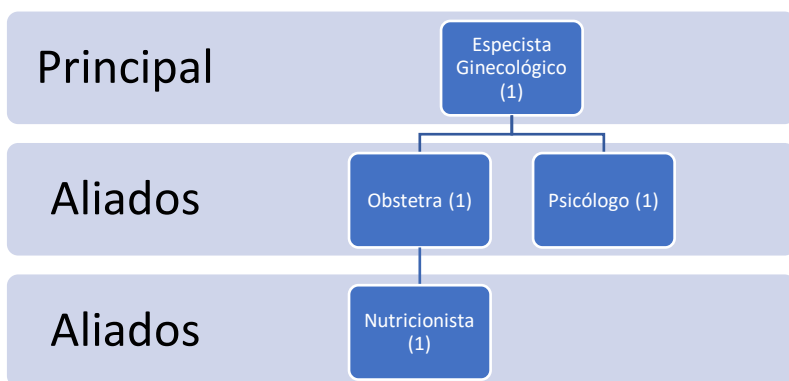 Principal
Especista
Ginecológico
(1)
Aliados
Obstetra (1)
Psicólogo (1)
Aliados
Nutricionista
(1)